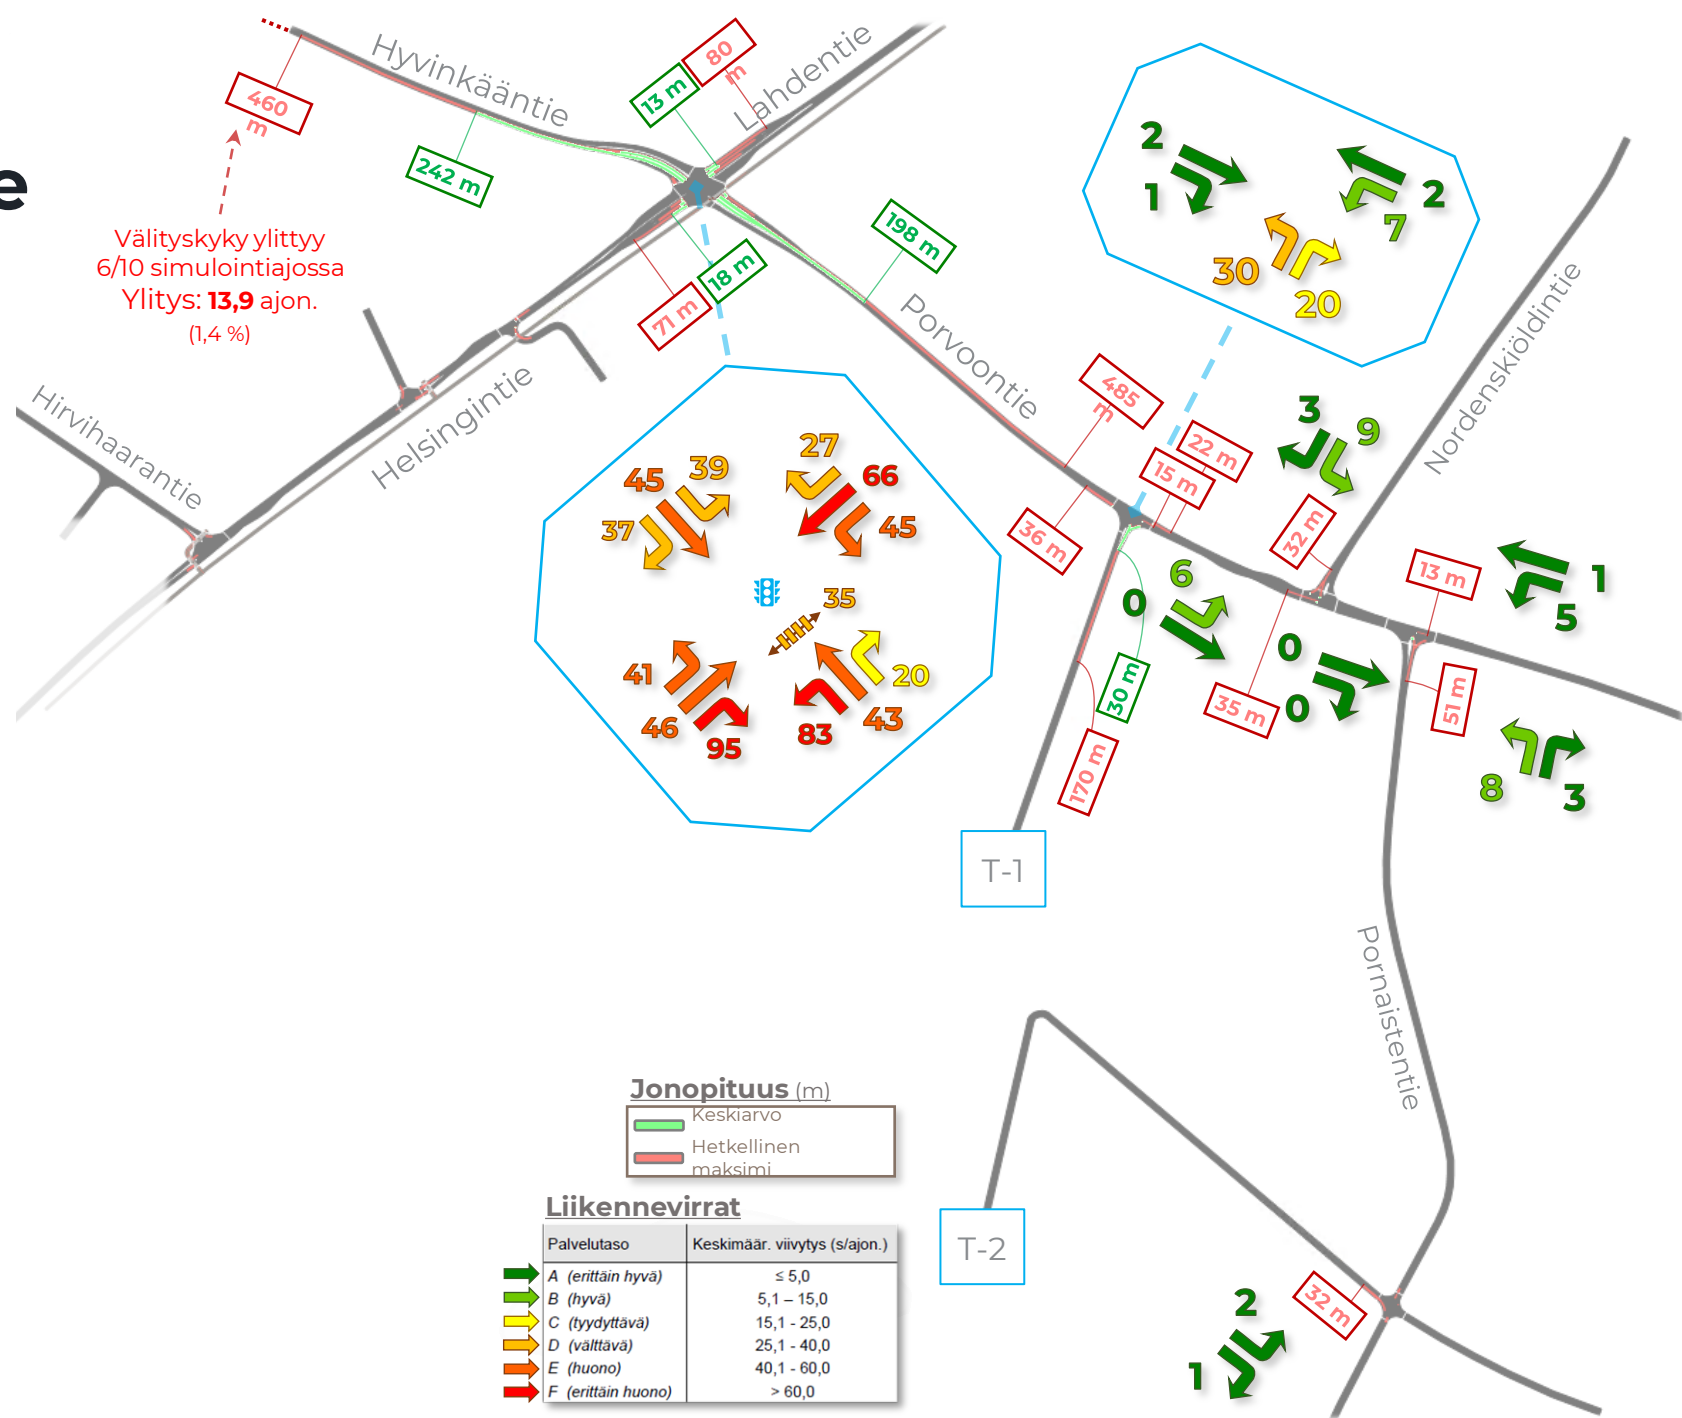 e
Hyvinkääntie
Lahdentie
80
m
13 m
460
m
242 m
Välityskyky ylittyy
6/10 simulointiajossa
Ylitys: 13,9 ajon.
(1,4 %)
198 m
18 m
71 m
Porvoontie
Helsingintie
Hirvihaarantie
Nordenskiöldintie
2
1
2
7
30
20
485
m
22 m
15 m
36 m
3
9
32 m
13 m
1
5
6
0
0
0
35 m
51 m
30 m
170 m
8
3
45
39
37
27
66
45
35
41
46
95
20
43
83
T-1
Pornaistentie
T-2
32 m
2
1
Jonopituus (m)
Keskiarvo
Hetkellinen
maksimi
Liikennevirrat
Palvelutaso Keskimäär. viivytys (s/ajon.)
A (erittäin hyvä) ≤ 5,0
B (hyvä) 5,1 – 15,0
C (tyydyttävä) 15,1 - 25,0
D (välttävä) 25,1 - 40,0
E (huono) 40,1 - 60,0
F (erittäin huono) > 60,0